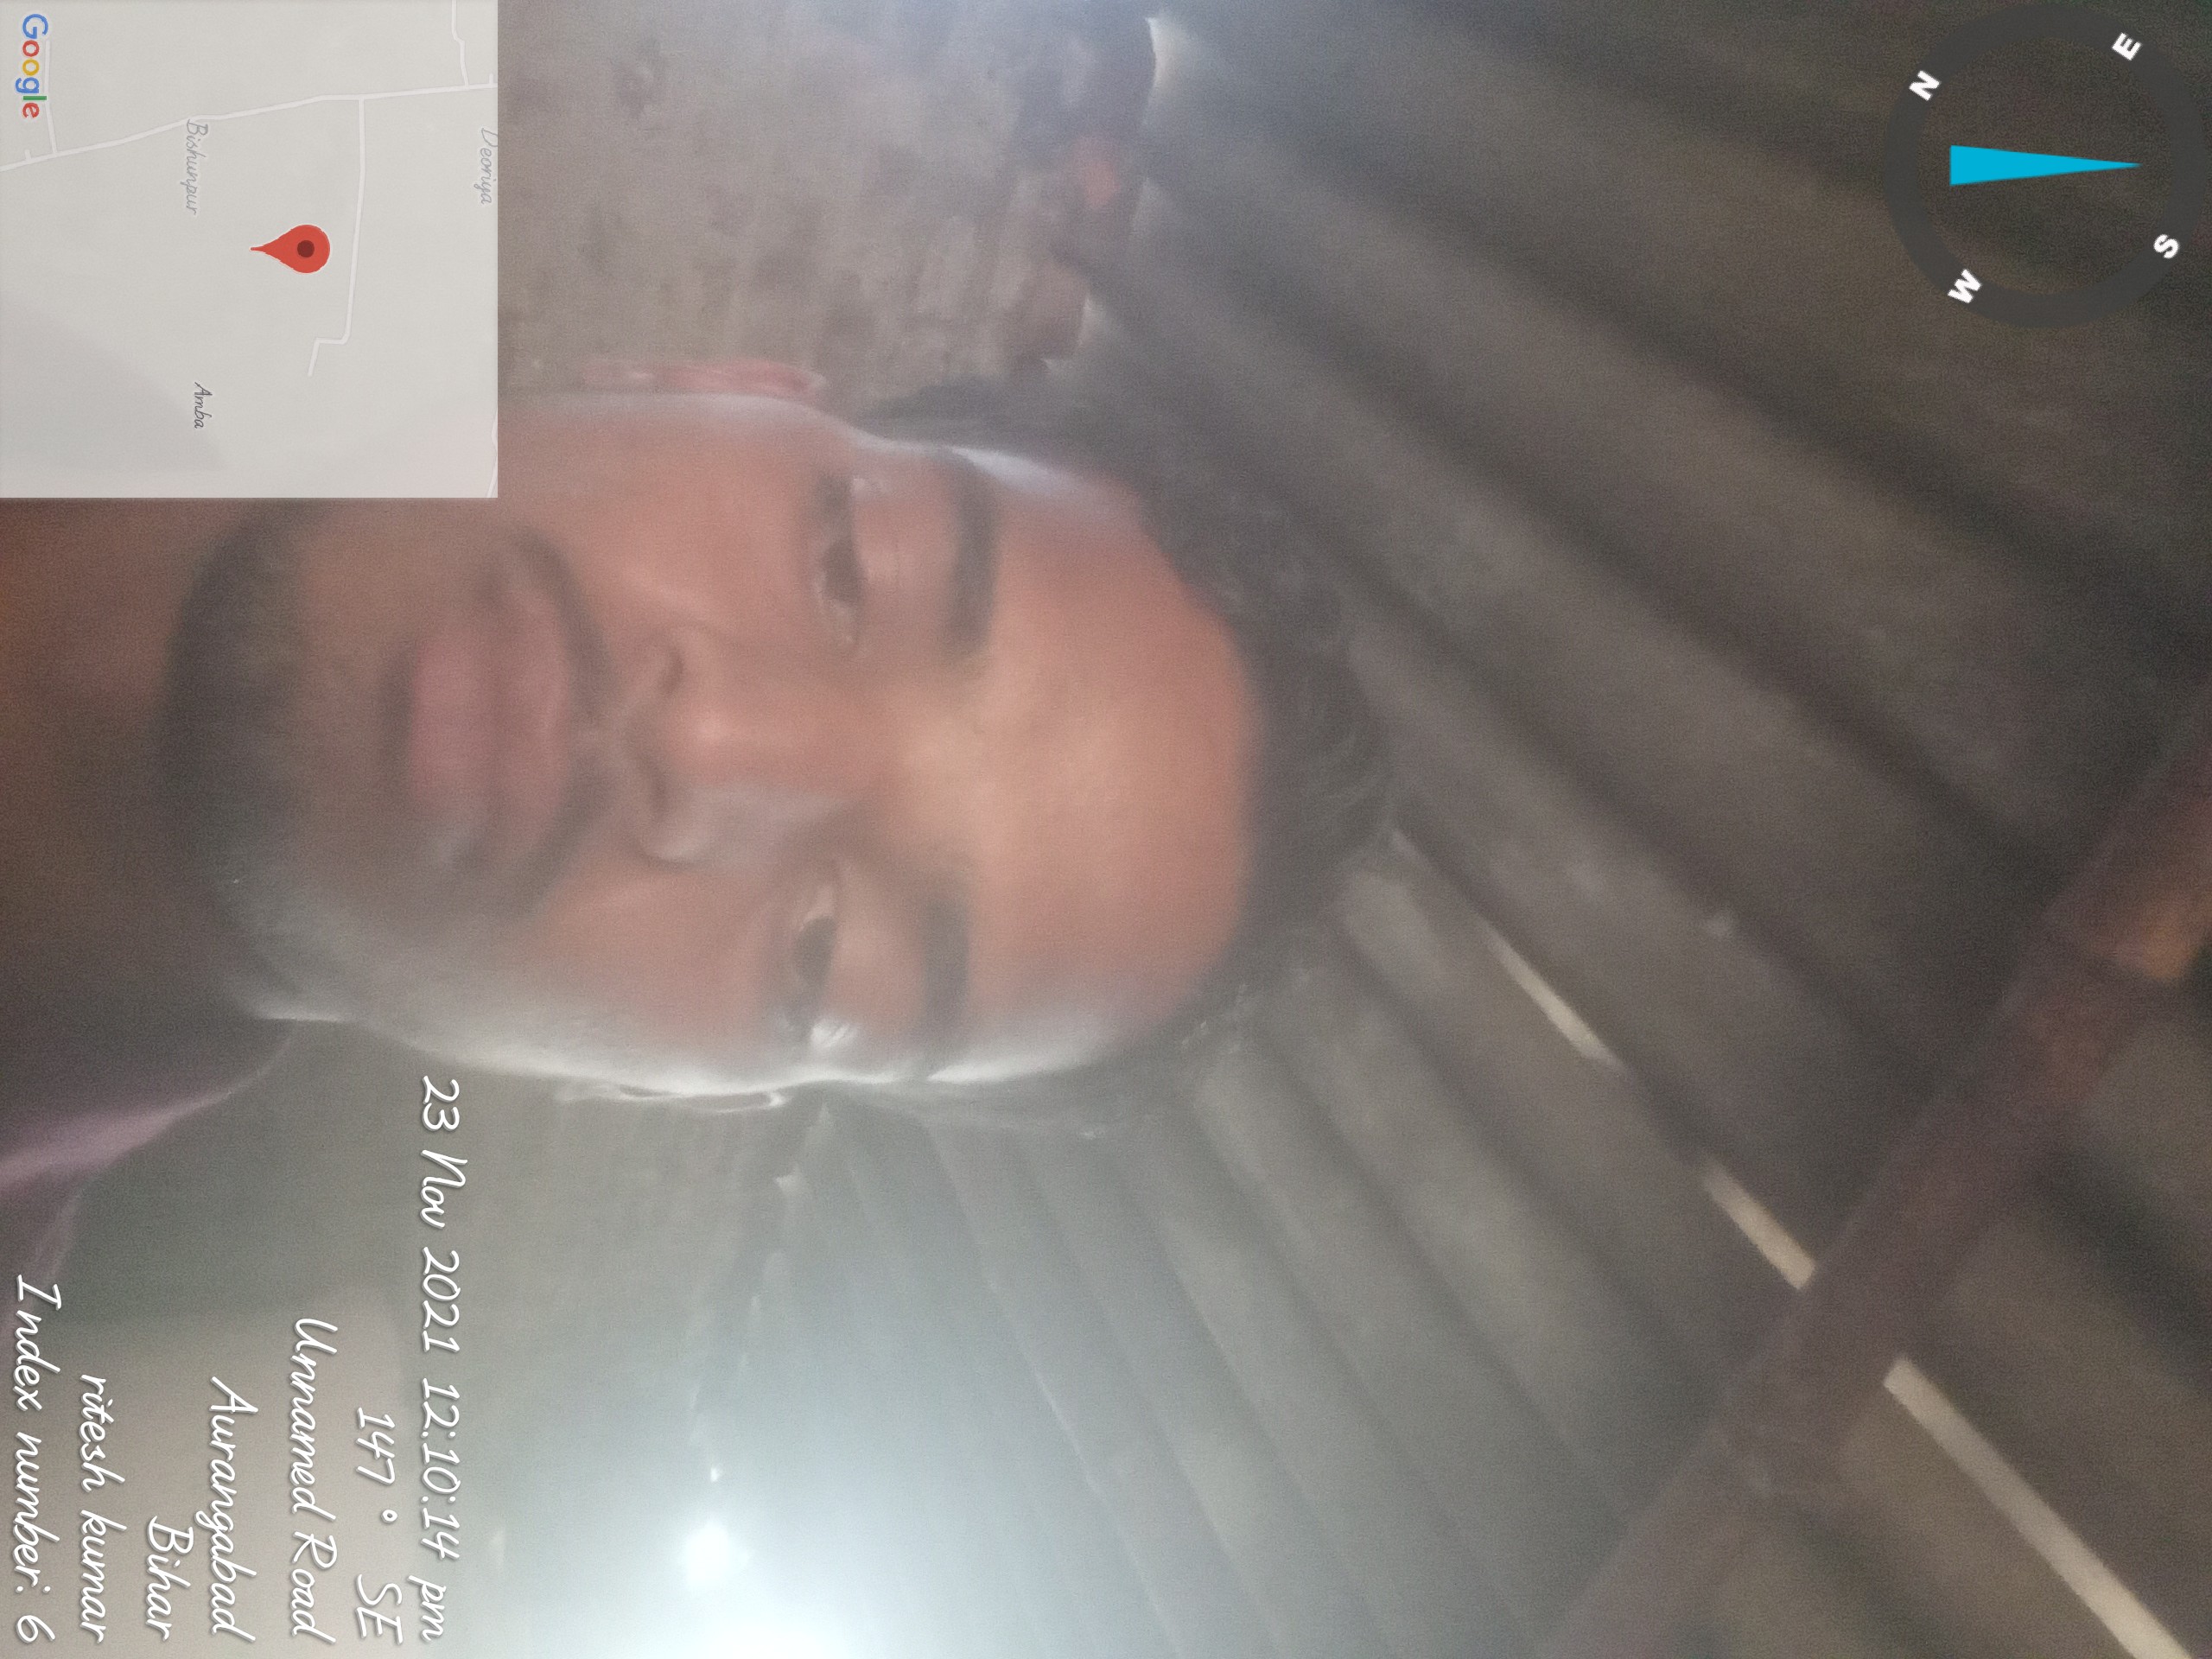 S
E
W
N
Deoriya
Bishunpur
Amba
Google
23 Nov 2021 12:10:14 pm
147° SE
Unnamed Road
Aurangabad
Bihar
ritesh kumar
Index number: 6